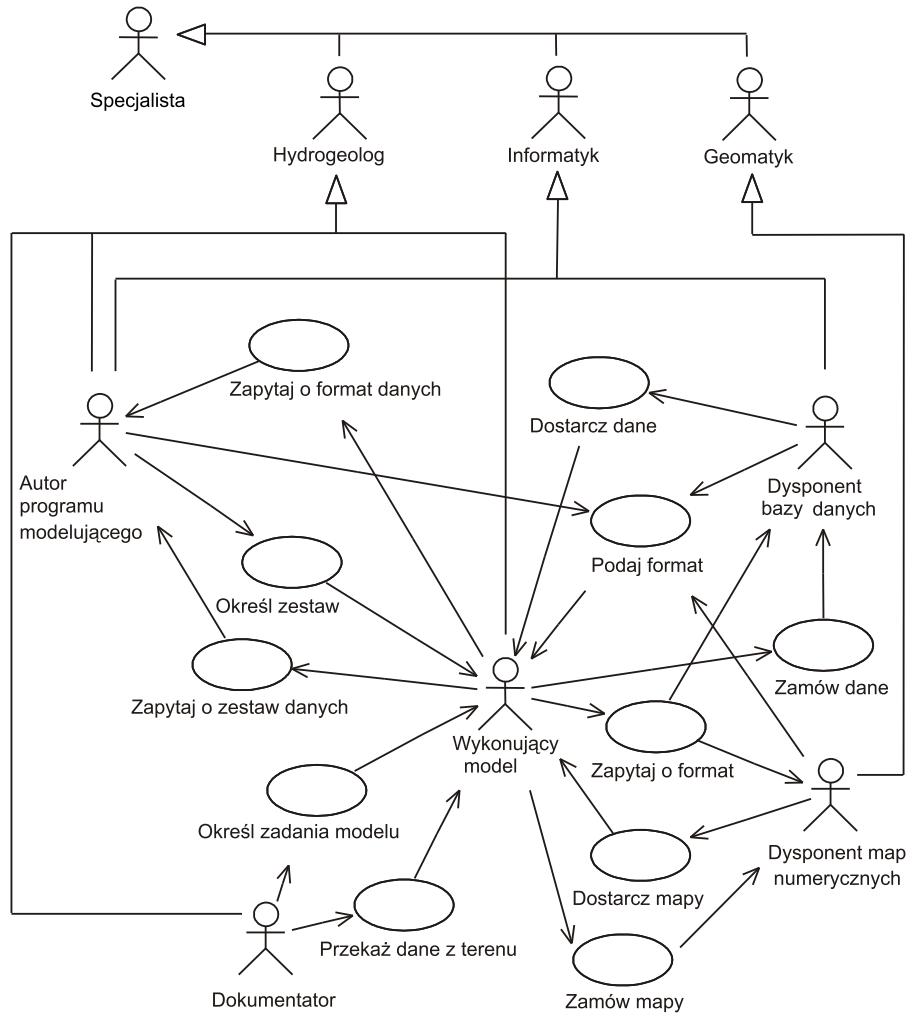 Specjalista
Hydrogeolog
Informatyk
Geomatyk
Zapytaj o format danych
Dostarcz dane
Autor
programu
modelującego
Dysponent
bazy danych
Podaj format
Określ zestaw
Zapytaj o zestaw danych
Zamów dane
Wykonujący
model
Zapytaj o format
Określ zadania modelu
Dysponent map
numerycznych
Dostarcz mapy
Przekaż dane z terenu
Dokumentator
Zamów mapy